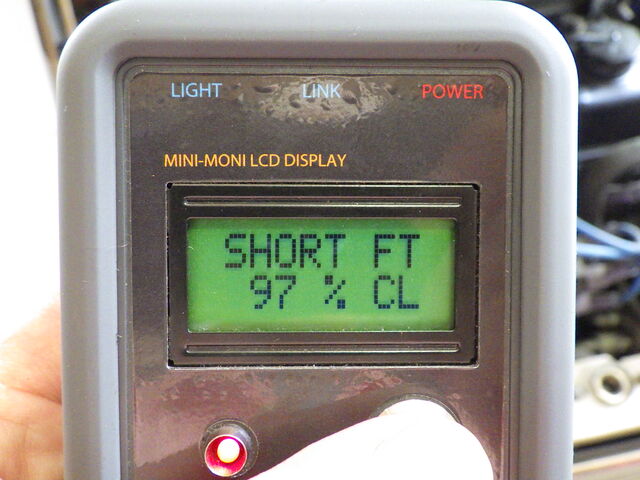 LIGHT LINK POWER
MINI-MONI LCD DISPLAY
SHORT FT
97 % CL